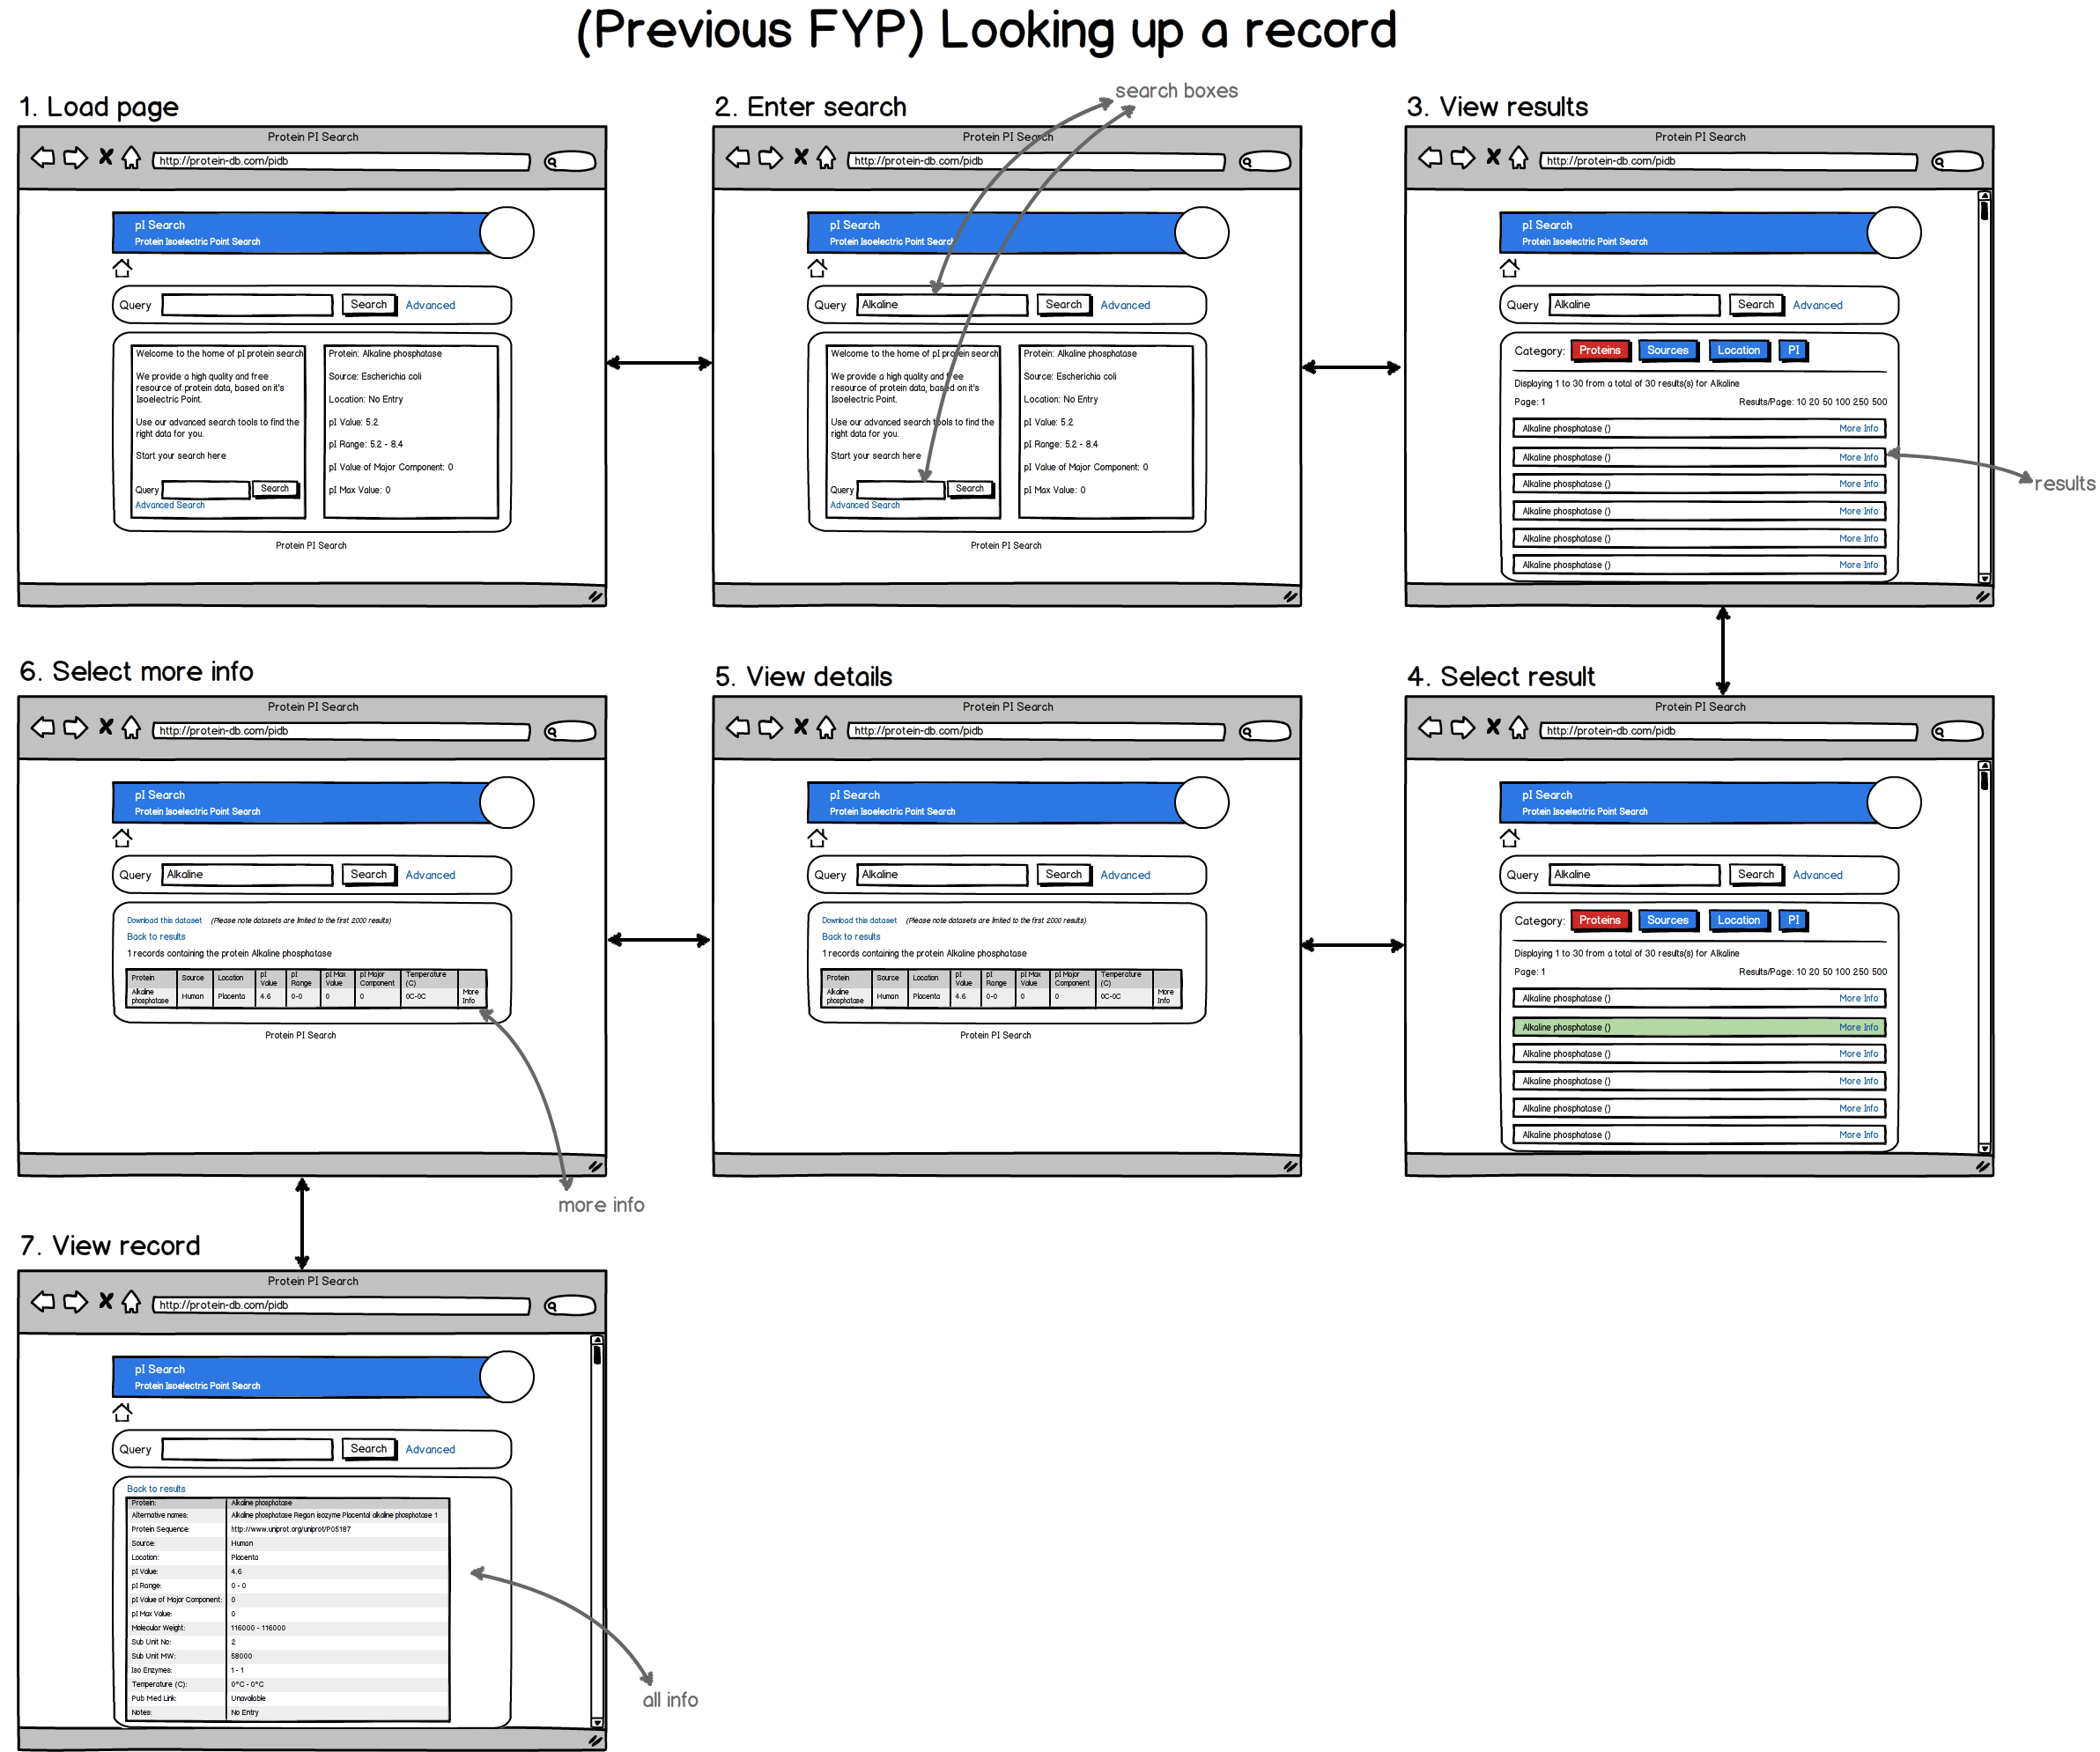 (Previous FYP) Looking up a record
1. Load page
Protein PI Search
http://protein-db.com/pidb
pI Search
Protein Isoelectric Point Search
Query
Search
Advanced
Welcome to the home of pI protein search
We provide a high quality and free
resource of protein data, based on it's
Isoelectric Point.
Use our advanced search tools to find the
right data for you.
Start your search here
Query
Search
Advanced Search
Protein: Alkaline phosphatase
Source: Escherichia coli
Location: No Entry
pI Value: 5.2
pI Range: 5.2 - 8.4
pI Value of Major Component: 0
pI Max Value: 0
Protein PI Search
2. Enter search
search boxes
Protein PI Search
http://protein-db.com/pidb
pI Search
Protein Isoelectric Point Search
Query
Alkaline
Search
Advanced
Welcome to the home of pI protein search
We provide a high quality and free
resource of protein data, based on it's
Isoelectric Point.
Use our advanced search tools to find the
right data for you.
Start your search here
Query
Search
Advanced Search
Protein: Alkaline phosphatase
Source: Escherichia coli
Location: No Entry
pI Value: 5.2
pI Range: 5.2 - 8.4
pI Value of Major Component: 0
pI Max Value: 0
Protein PI Search
3. View results
Protein PI Search
http://protein-db.com/pidb
pI Search
Protein Isoelectric Point Search
Query
Alkaline
Search
Advanced
Category: Proteins Sources Location PI
Displaying 1 to 30 from a total of 30 results(s) for Alkaline
Page: 1 Results/Page: 10 20 50 100 250 500
Alkaline phosphatase () More Info
Alkaline phosphatase () More Info
Alkaline phosphatase () More Info
Alkaline phosphatase () More Info
Alkaline phosphatase () More Info
Alkaline phosphatase () More Info
results
4. Select result
Protein PI Search
http://protein-db.com/pidb
pI Search
Protein Isoelectric Point Search
Query
Alkaline
Search
Advanced
Category: Proteins Sources Location PI
Displaying 1 to 30 from a total of 30 results(s) for Alkaline
Page: 1 Results/Page: 10 20 50 100 250 500
Alkaline phosphatase () More Info
Alkaline phosphatase () More Info
Alkaline phosphatase () More Info
Alkaline phosphatase () More Info
Alkaline phosphatase () More Info
Alkaline phosphatase () More Info
5. View details
Protein PI Search
http://protein-db.com/pidb
pI Search
Protein Isoelectric Point Search
Query
Alkaline
Search
Advanced
Download this dataset (Please note datasets are limited to the first 2000 results)
Back to results
1 records containing the protein Alkaline phosphatase
Protein Source Location pI Value pI Range pI Max Value pI Major Component Temperature (C)
Alkaline phosphatase Human Placenta 4.6 0-0 0 0 0C-0C More Info
Protein PI Search
6. Select more info
Protein PI Search
http://protein-db.com/pidb
pI Search
Protein Isoelectric Point Search
Query
Alkaline
Search
Advanced
Download this dataset (Please note datasets are limited to the first 2000 results)
Back to results
1 records containing the protein Alkaline phosphatase
Protein Source Location pI Value pI Range pI Max Value pI Major Component Temperature (C)
Alkaline phosphatase Human Placenta 4.6 0-0 0 0 0C-0C More Info
Protein PI Search
more info
7. View record
Protein PI Search
http://protein-db.com/pidb
pI Search
Protein Isoelectric Point Search
Query
Search
Advanced
Back to results
Protein: Alkaline phosphatase
Alternative names: Alkaline phosphatase Regan isozyme Placental alkaline phosphatase 1
Protein Sequence: http://www.uniprot.org/uniprot/P05187
Source: Human
Location: Placenta
pI Value: 4.6
pI Range: 0 - 0
pI Value of Major Component: 0
pI Max Value: 0
Molecular Weight: 116000 - 116000
Sub Unit No: 2
Sub Unit MW: 58000
Iso Enzymes: 1 - 1
Temperature (C): 0°C - 0°C
Pub Med Link: Unavailable
Notes: No Entry
all info